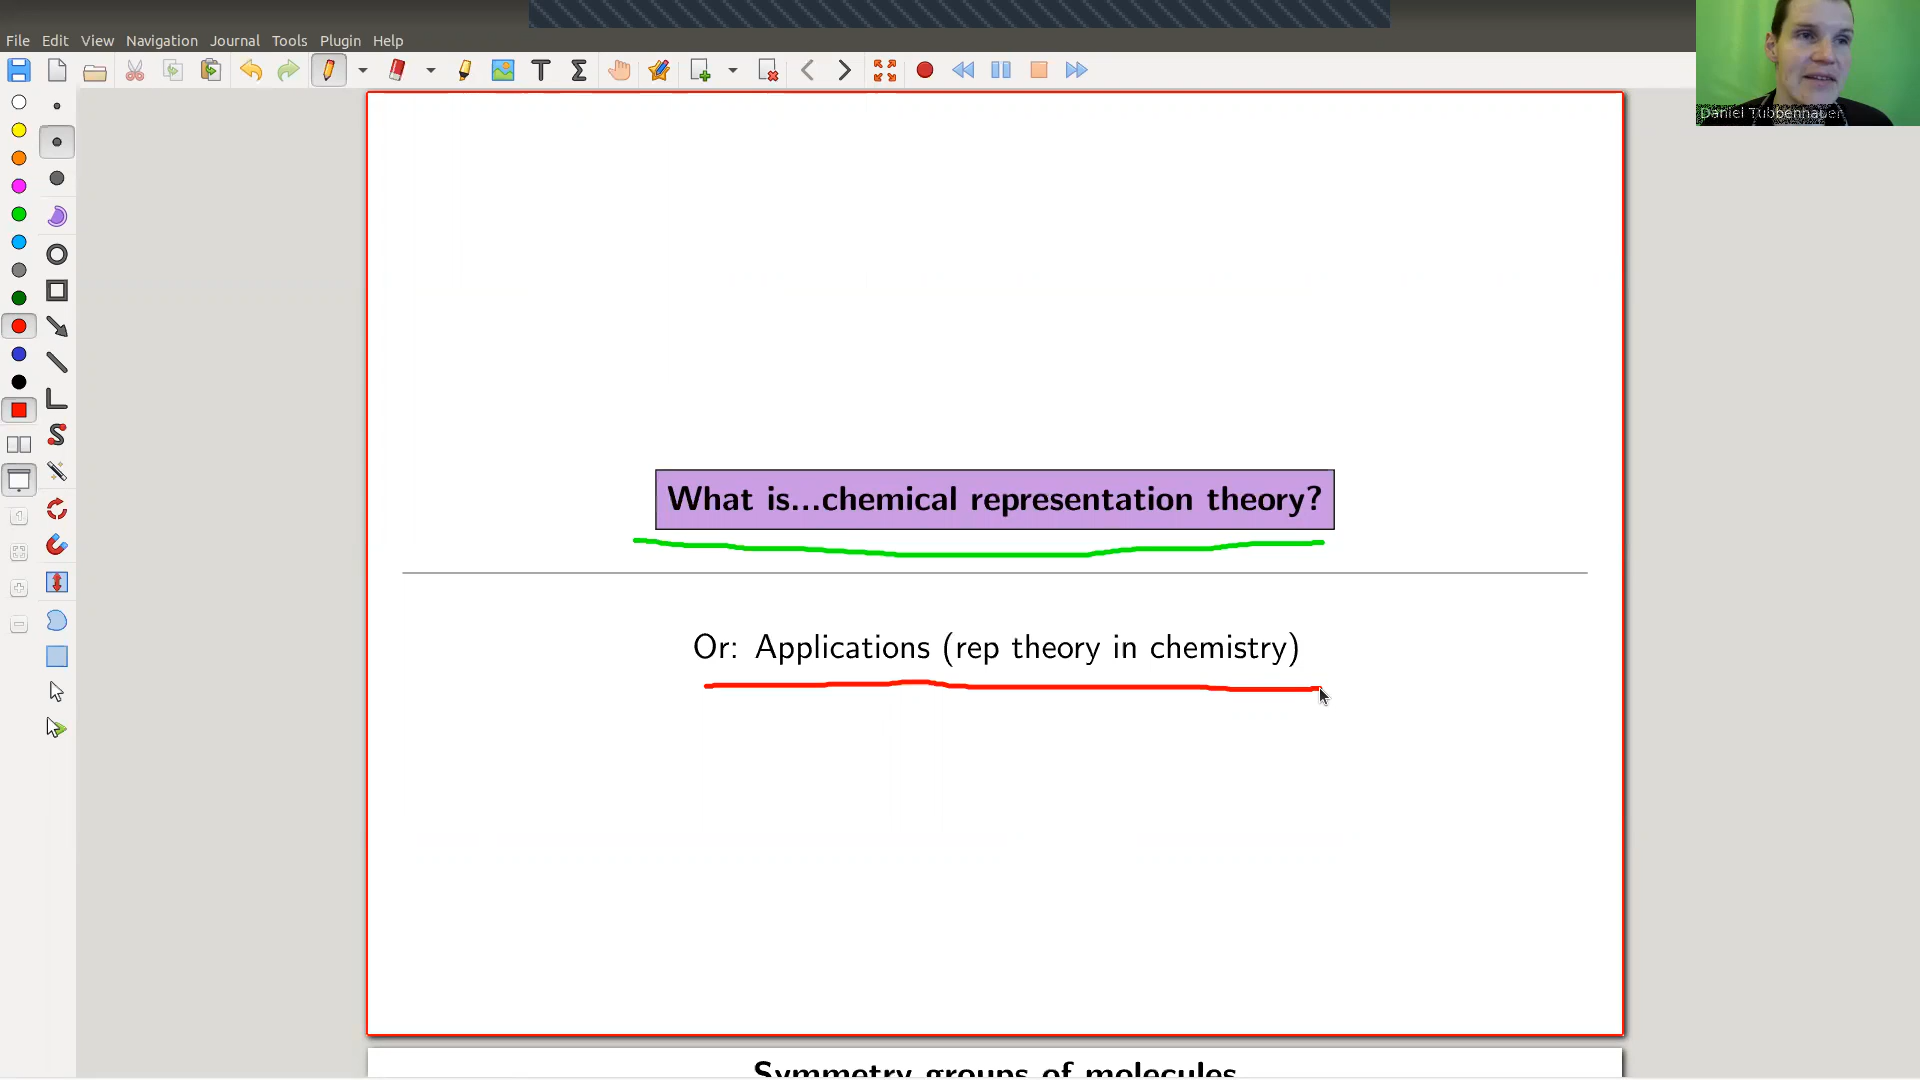 File Edit View Navigation Journal Tools Plugin Help
Daniel Tubbenhauer
What is...chemical representation theory?
Or: Applications (rep theory in chemistry)
Symmetry groups of molecules